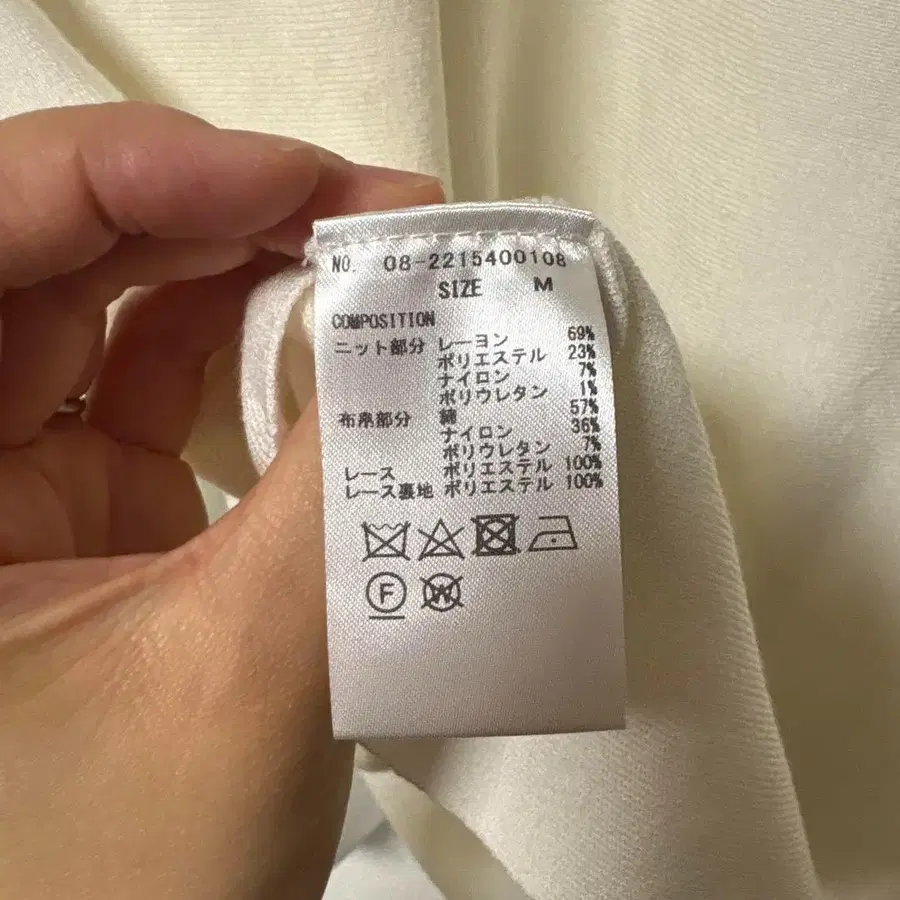 NO. 08-2215400108
SIZE M
COMPOSITION
ニット部分 レーヨン 69%
ポリエステル 23%
ナイロン 7%
ポリウレタン 1%
布帛部分 綿 57%
ナイロン 36%
ポリウレタン 7%
レース ポリエステル 100%
レース裏地 ポリエステル 100%
F W